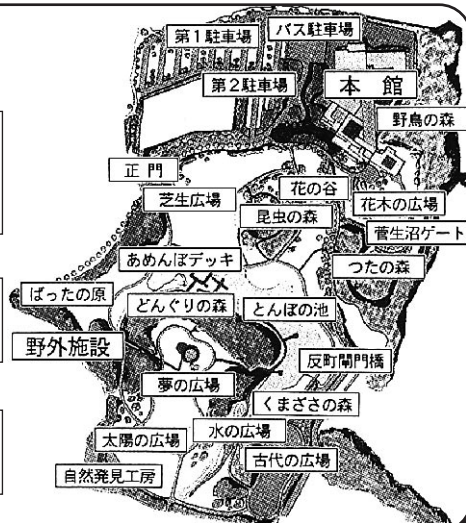 第1駐車場
バス駐車場
第2駐車場
本館
野鳥の森
正門
花の谷
花木の広場
芝生広場
昆虫の森
菅生沼ゲート
あめんぼデッキ
つたの森
ばったの原
どんぐりの森
とんぼの池
野外施設
反町閘門橋
夢の広場
くまざさの森
太陽の広場
水の広場
古代の広場
自然発見工房